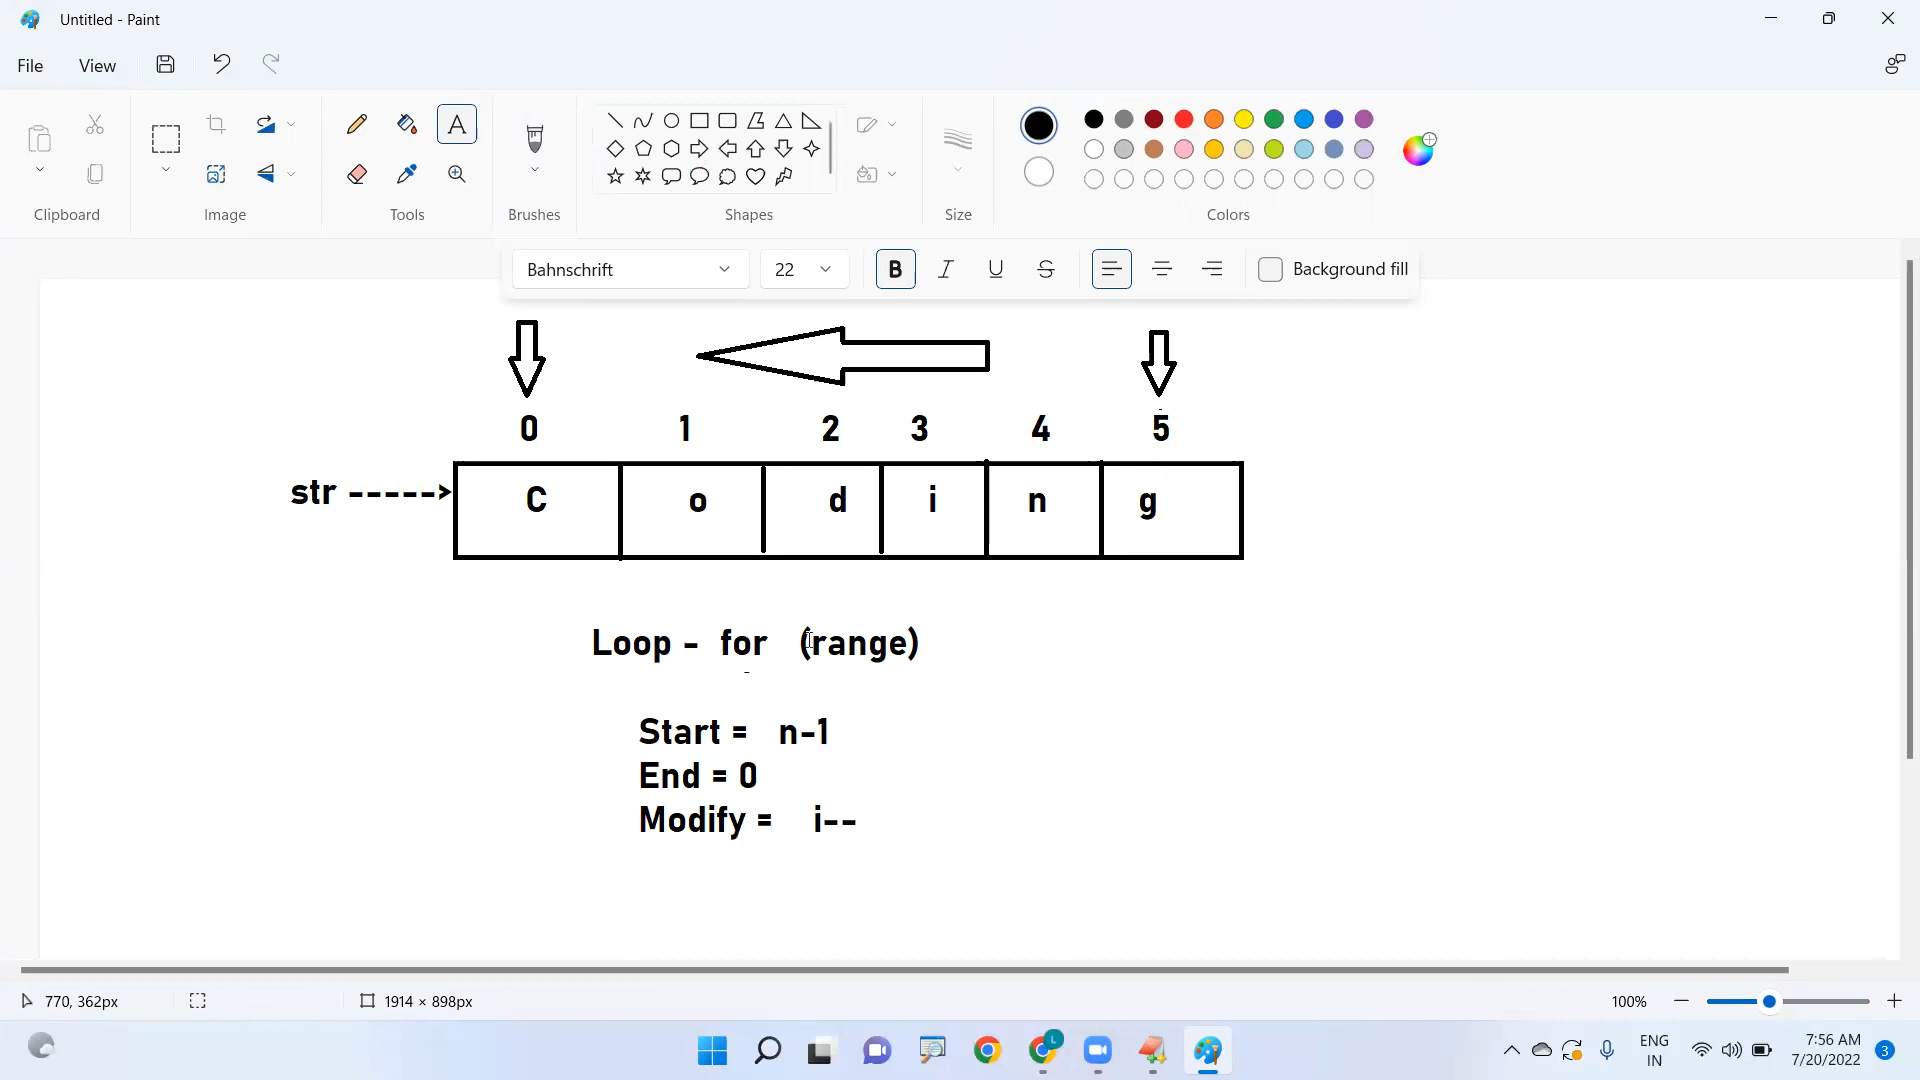 Untitled - Paint
File View
Clipboard Image Tools Brushes Shapes Size Colors
Bahnschrift 22 B I U S Background fill
0 1 2 3 4 5
str ----->
C o d i n g
Loop - for (range)
Start = n-1
End = 0
Modify = i--
770, 362px 1914 × 898px 100%
ENG 7:56 AM
IN 7/20/2022 3